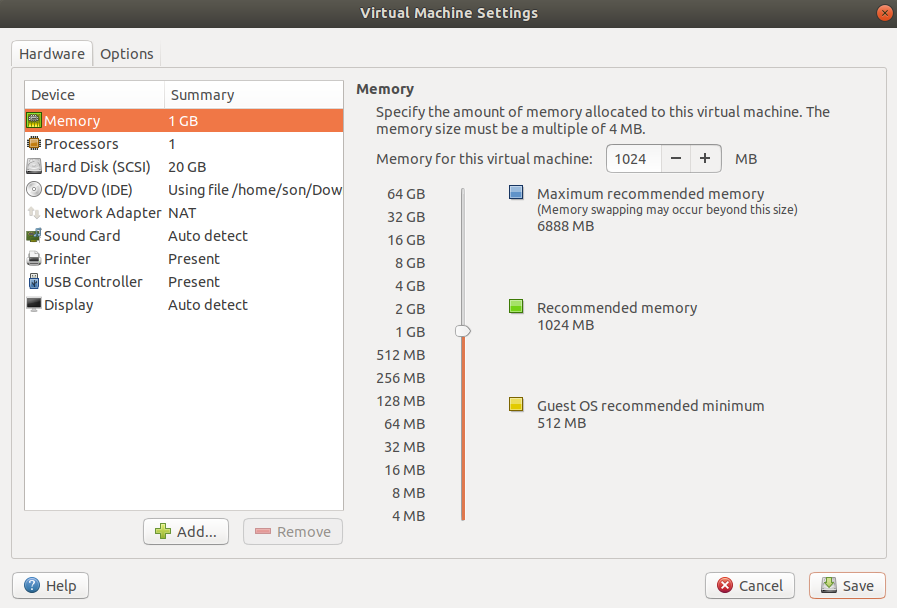 Virtual Machine Settings
Hardware Options
Device Summary
Memory 1 GB
Processors 1
Hard Disk (SCSI) 20 GB
CD/DVD (IDE) Using file /home/son/Dow
Network Adapter NAT
Sound Card Auto detect
Printer Present
USB Controller Present
Display Auto detect
Add...
Remove
Memory
Specify the amount of memory allocated to this virtual machine. The
memory size must be a multiple of 4 MB.
Memory for this virtual machine: 1024 − + MB
64 GB
32 GB
16 GB
8 GB
4 GB
2 GB
1 GB
512 MB
256 MB
128 MB
64 MB
32 MB
16 MB
8 MB
4 MB
Maximum recommended memory
(Memory swapping may occur beyond this size)
6888 MB
Recommended memory
1024 MB
Guest OS recommended minimum
512 MB
Help
Cancel
Save